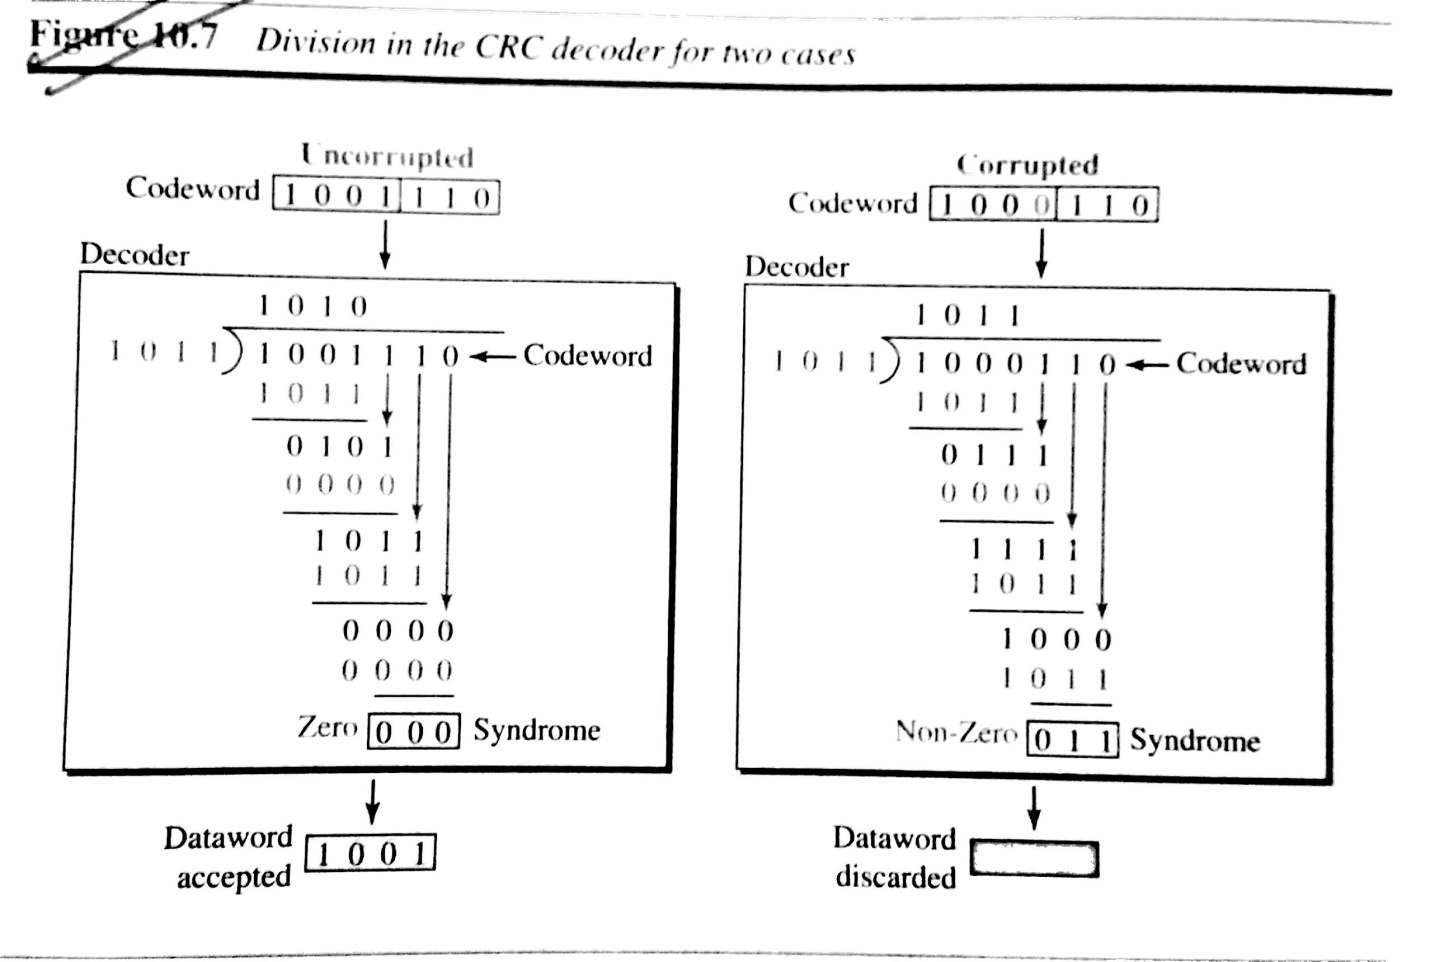 Figure 10.7 Division in the CRC decoder for two cases
Uncorrupted
Codeword 1 0 0 1 1 1 0
Decoder
1 0 1 0
1 0 1 1 ) 1 0 0 1 1 1 0 ← Codeword
1 0 1 1
0 1 0 1
0 0 0 0
1 0 1 1
1 0 1 1
0 0 0 0
0 0 0 0
Zero 0 0 0 Syndrome
Dataword
accepted
1 0 0 1
Corrupted
Codeword 1 0 0 0 1 1 0
Decoder
1 0 1 1
1 0 1 1 ) 1 0 0 0 1 1 0 ← Codeword
1 0 1 1
0 1 1 1
0 0 0 0
1 1 1 1
1 0 1 1
1 0 0 0
1 0 1 1
Non-Zero 0 1 1 Syndrome
Dataword
discarded